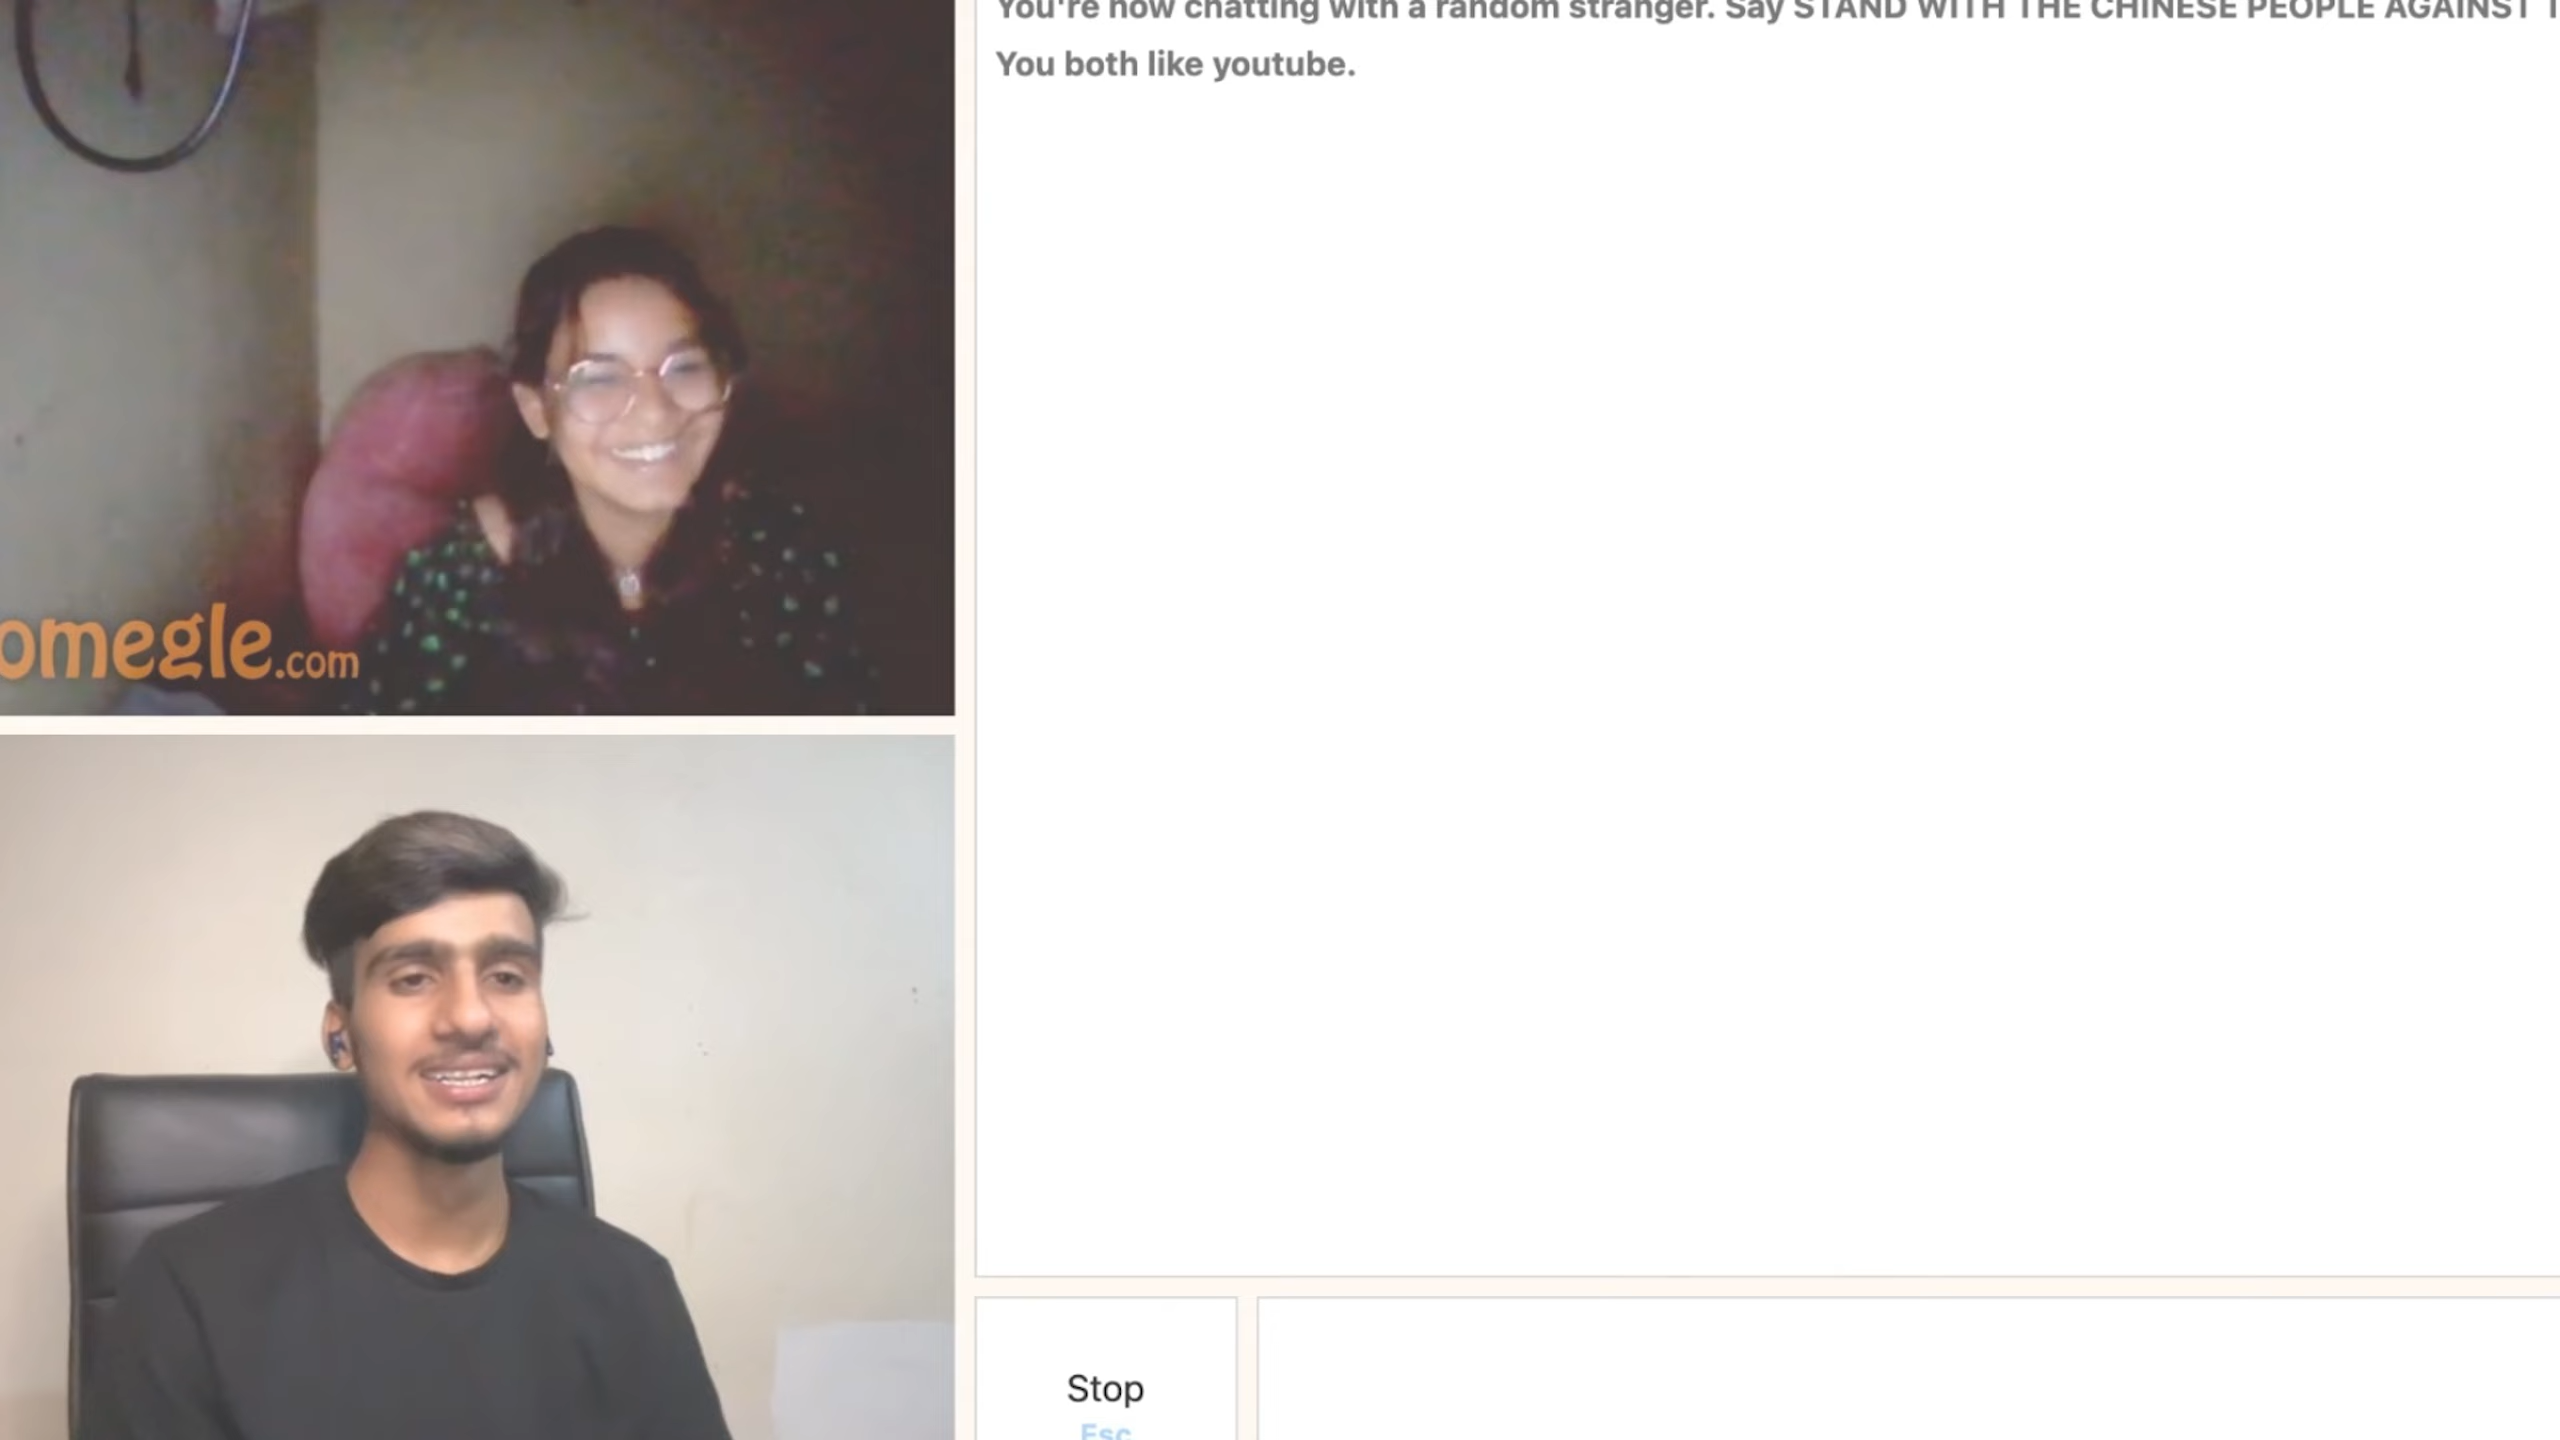 You're now chatting with a random stranger. Say STAND WITH THE CHINESE PEOPLE AGAINST
You both like youtube.
omegle.com
Stop
Esc